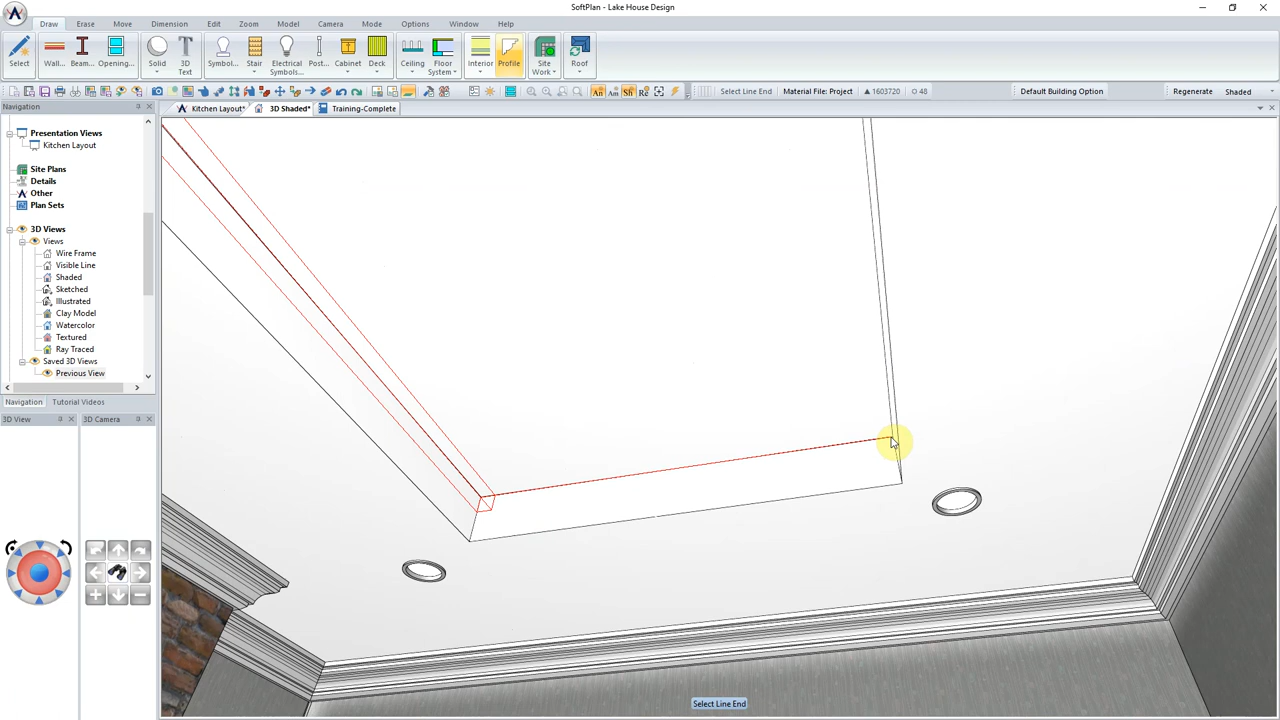 SoftPlan - Lake House Design
Draw Erase Move Dimension Edit Zoom Model Camera Mode Options Window Help
Select Wall... Beam... Opening... Solid 3D Text Symbol... Stair Electrical Symbols... Post... Cabinet Deck Ceiling Floor System Interior Profile Site Work Roof
Select Line End Material File: Project 1603720 48 Default Building Option Regenerate Shaded
Navigation
Kitchen Layout* 3D Shaded* Training-Complete
Presentation Views
Kitchen Layout
Site Plans
Details
Other
Plan Sets
3D Views
Views
Wire Frame
Visible Line
Shaded
Sketched
Illustrated
Clay Model
Watercolor
Textured
Ray Traced
Saved 3D Views
Previous View
Navigation Tutorial Videos
3D View 3D Camera
Select Line End